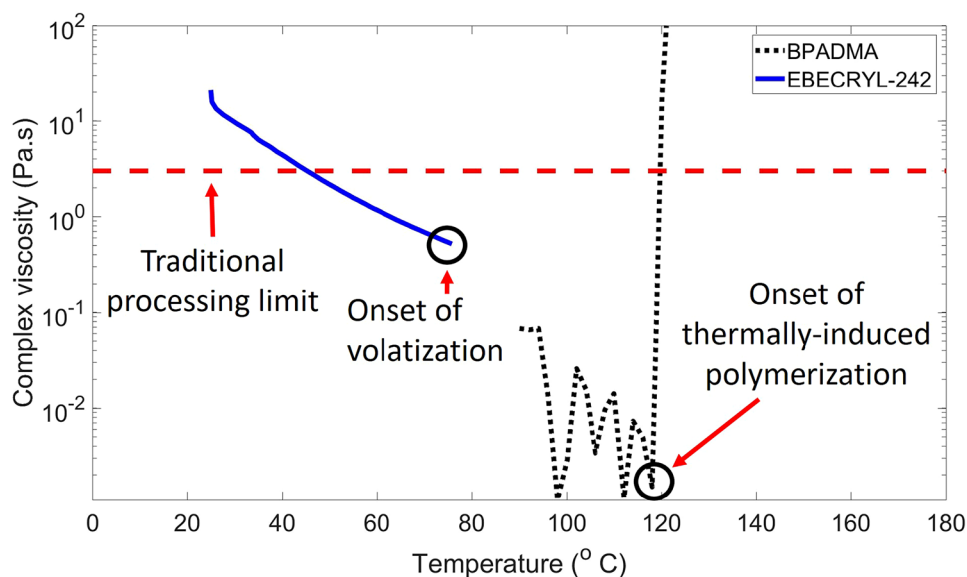 10^2
10^1
10^0
10^-1
10^-2
Complex viscosity (Pa.s)
BPADMA
EBECRYL-242
Traditional
processing limit
Onset of
volatization
Onset of
thermally-induced
polymerization
0 20 40 60 80 100 120 140 160 180
Temperature (° C)